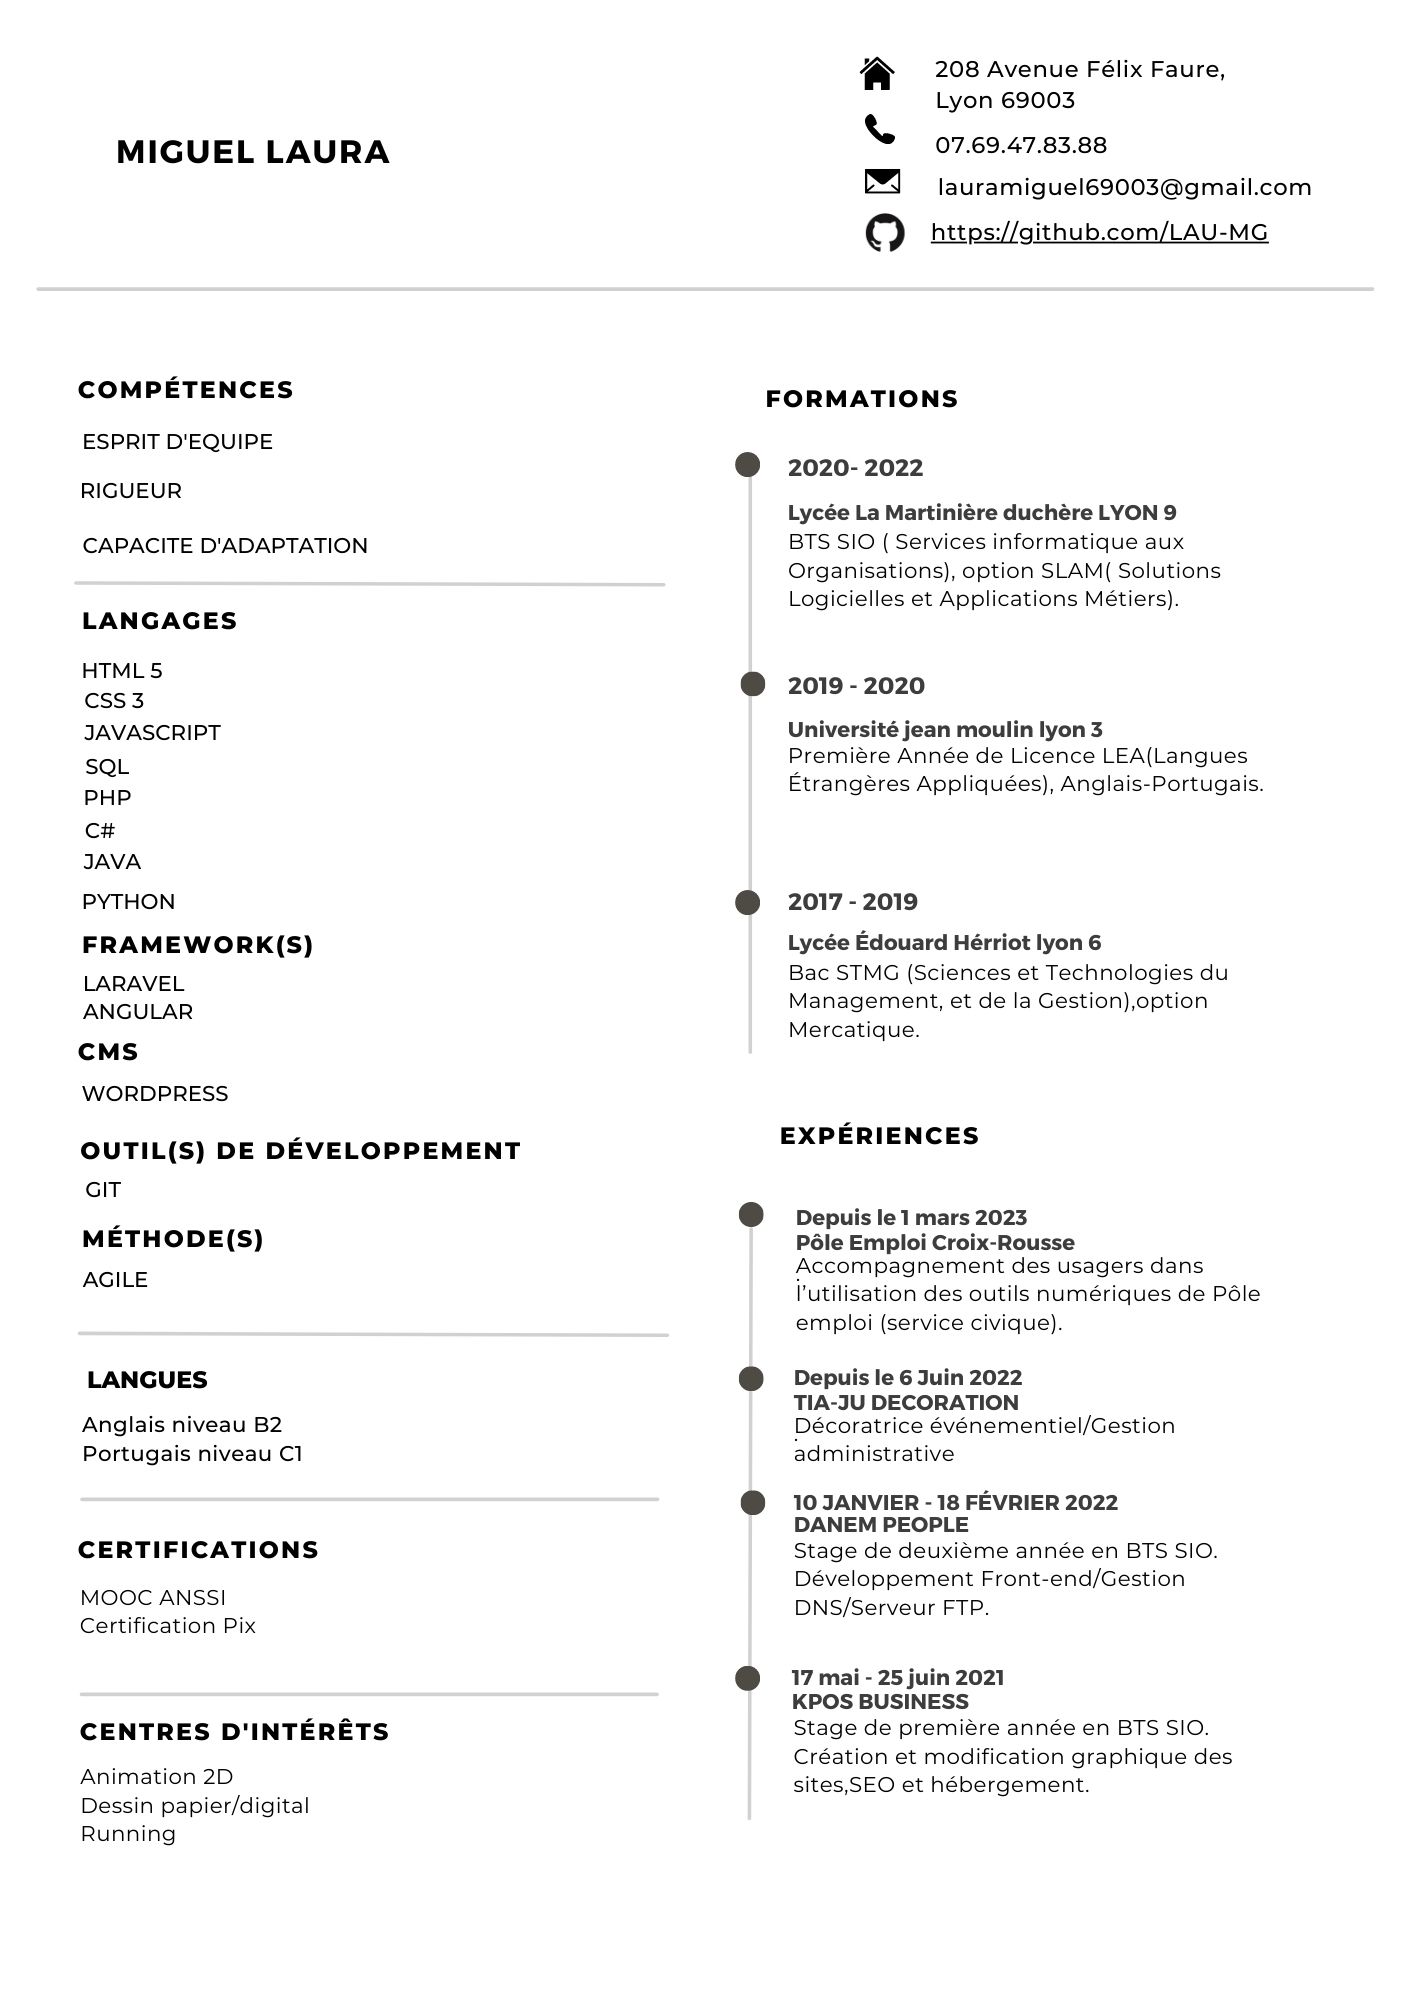 MIGUEL LAURA
208 Avenue Félix Faure,
Lyon 69003
07.69.47.83.88
lauramiguel69003@gmail.com
https://github.com/LAU-MG
COMPÉTENCES
ESPRIT D'EQUIPE
RIGUEUR
CAPACITE D'ADAPTATION
LANGAGES
HTML 5
CSS 3
JAVASCRIPT
SQL
PHP
C#
JAVA
PYTHON
FRAMEWORK(S)
LARAVEL
ANGULAR
CMS
WORDPRESS
OUTIL(S) DE DÉVELOPPEMENT
GIT
MÉTHODE(S)
AGILE
LANGUES
Anglais niveau B2
Portugais niveau C1
CERTIFICATIONS
MOOC ANSSI
Certification Pix
CENTRES D'INTÉRÊTS
Animation 2D
Dessin papier/digital
Running
FORMATIONS
2020- 2022
Lycée La Martinière duchère LYON 9
BTS SIO ( Services informatique aux
Organisations), option SLAM( Solutions
Logicielles et Applications Métiers).
2019 - 2020
Université jean moulin lyon 3
Première Année de Licence LEA(Langues
Étrangères Appliquées), Anglais-Portugais.
2017 - 2019
Lycée Édouard Hérriot lyon 6
Bac STMG (Sciences et Technologies du
Management, et de la Gestion),option
Mercatique.
EXPÉRIENCES
Depuis le 1 mars 2023
Pôle Emploi Croix-Rousse
Accompagnement des usagers dans
l’utilisation des outils numériques de Pôle
emploi (service civique).
Depuis le 6 Juin 2022
TIA-JU DECORATION
Décoratrice événementiel/Gestion
administrative
10 JANVIER - 18 FÉVRIER 2022
DANEM PEOPLE
Stage de deuxième année en BTS SIO.
Développement Front-end/Gestion
DNS/Serveur FTP.
17 mai - 25 juin 2021
KPOS BUSINESS
Stage de première année en BTS SIO.
Création et modification graphique des
sites,SEO et hébergement.